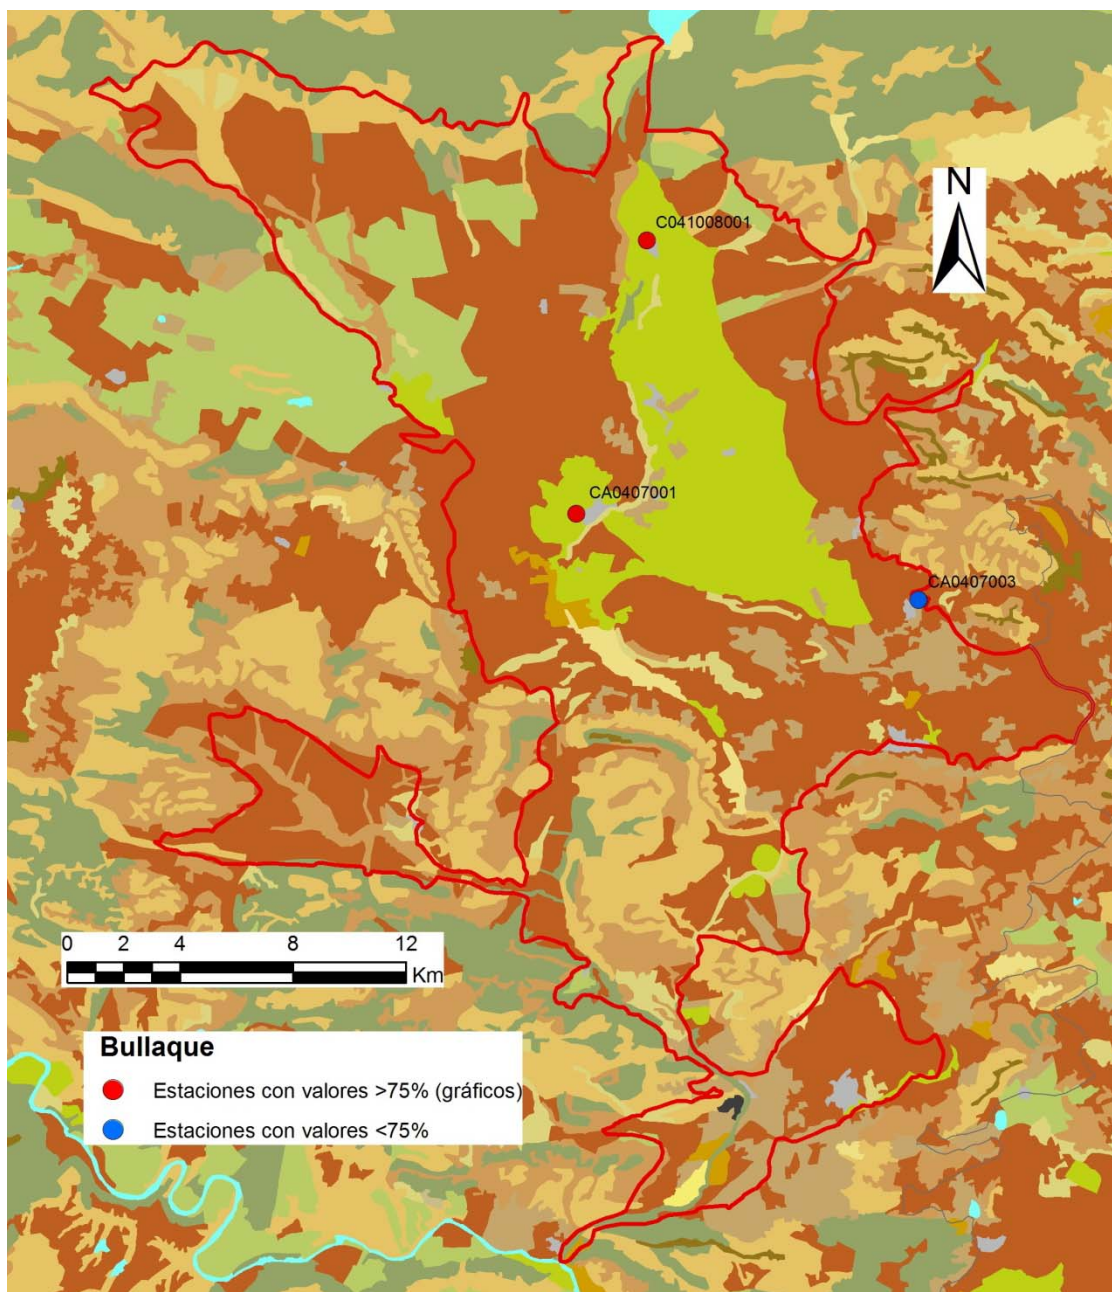 N
C041008001
CA0407001
CA0407003
0 2 4 8 12
Km
Bullaque
Estaciones con valores >75% (gráficos)
Estaciones con valores <75%